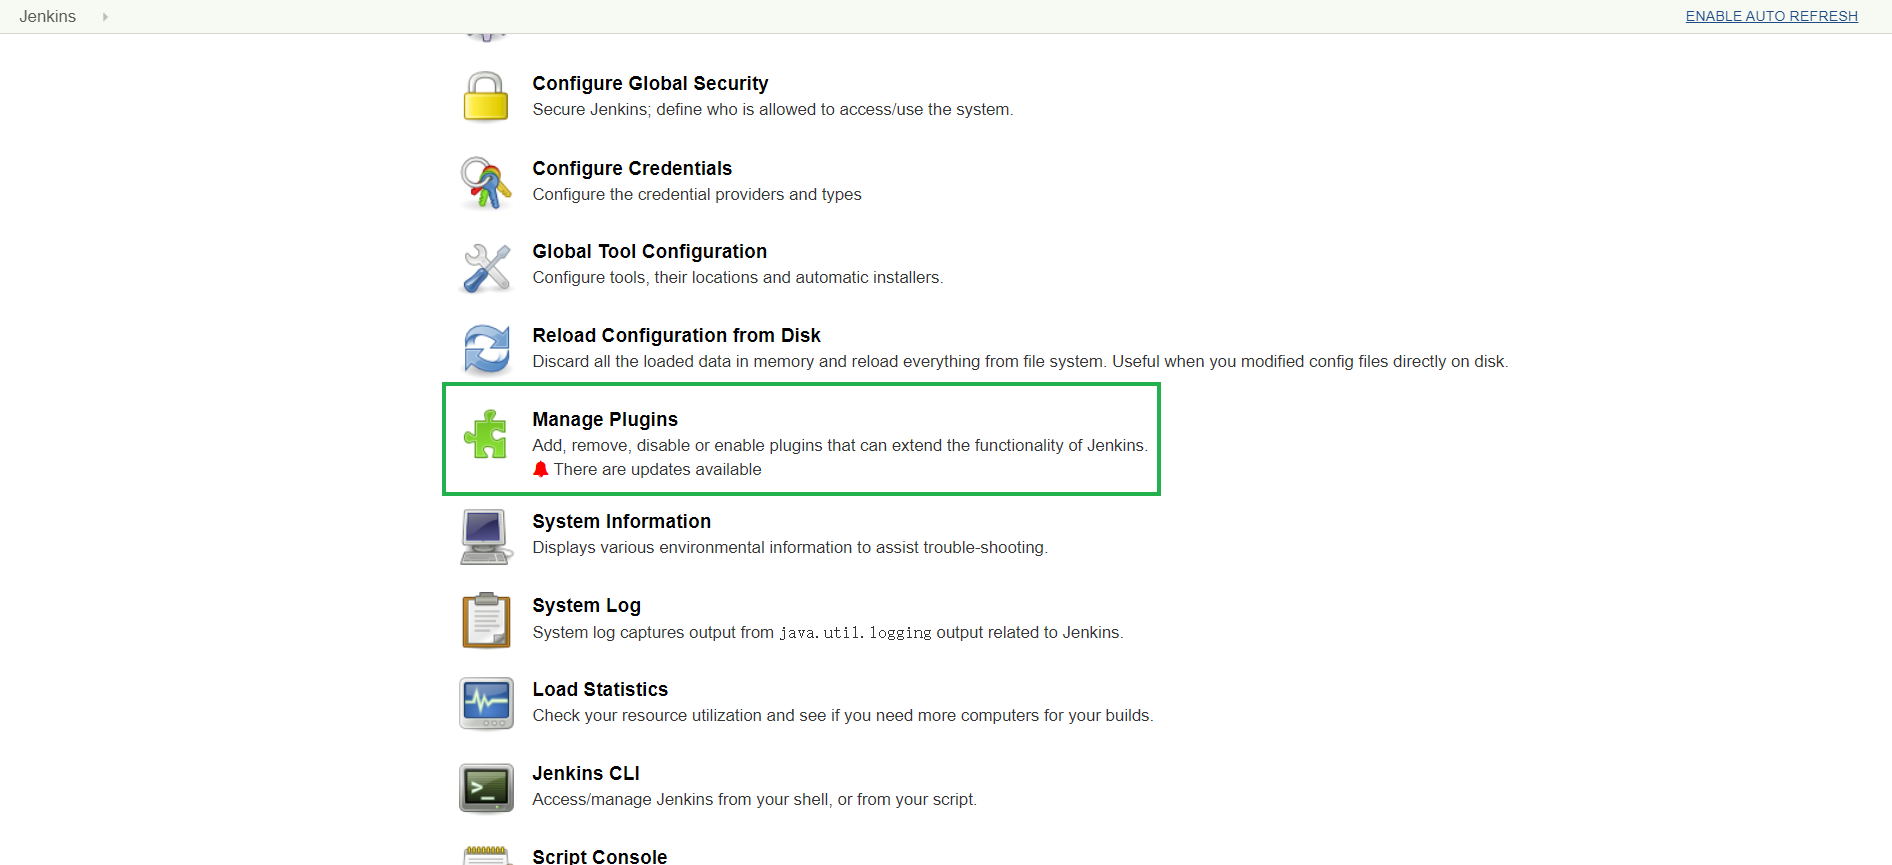 Jenkins
ENABLE AUTO REFRESH
Configure Global Security
Secure Jenkins; define who is allowed to access/use the system.
Configure Credentials
Configure the credential providers and types
Global Tool Configuration
Configure tools, their locations and automatic installers.
Reload Configuration from Disk
Discard all the loaded data in memory and reload everything from file system. Useful when you modified config files directly on disk.
Manage Plugins
Add, remove, disable or enable plugins that can extend the functionality of Jenkins.
There are updates available
System Information
Displays various environmental information to assist trouble-shooting.
System Log
System log captures output from java.util.logging output related to Jenkins.
Load Statistics
Check your resource utilization and see if you need more computers for your builds.
Jenkins CLI
Access/manage Jenkins from your shell, or from your script.
Script Console